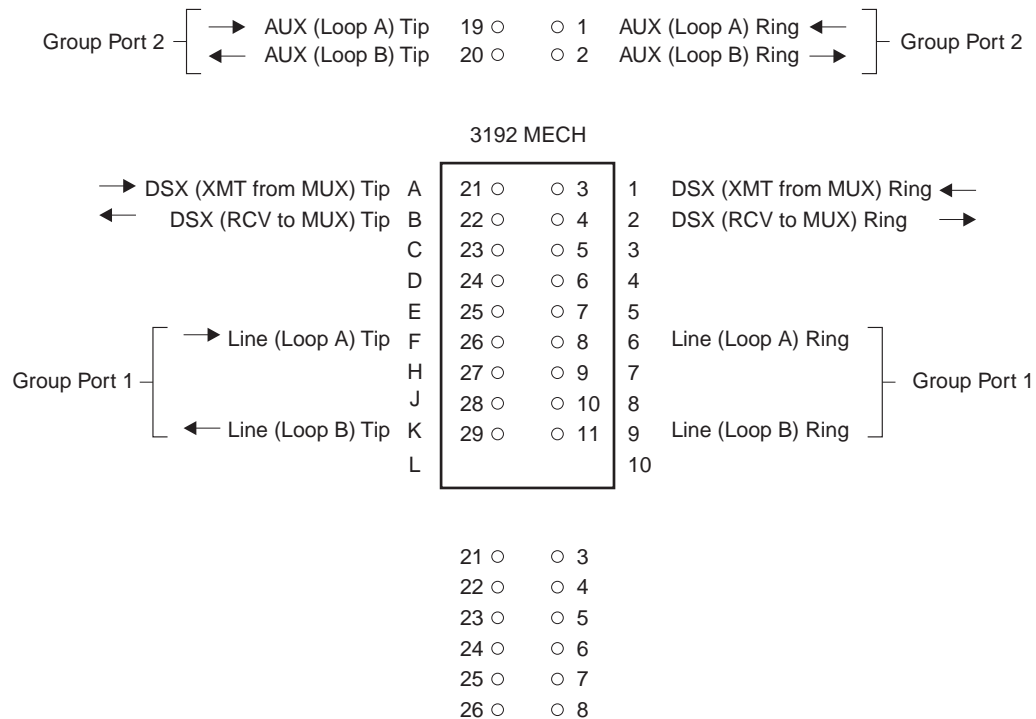 AUX (Loop A) Tip 19 1 AUX (Loop A) Ring
Group Port 2 Group Port 2
AUX (Loop B) Tip 20 2 AUX (Loop B) Ring
3192 MECH
DSX (XMT from MUX) Tip A 21 3 1 DSX (XMT from MUX) Ring
DSX (RCV to MUX) Tip B 22 4 2 DSX (RCV to MUX) Ring
C 23 5 3
D 24 6 4
E 25 7 5
Line (Loop A) Tip F 26 8 6 Line (Loop A) Ring
Group Port 1 H 27 9 7 Group Port 1
J 28 10 8
Line (Loop B) Tip K 29 11 9 Line (Loop B) Ring
L 10
21 3
22 4
23 5
24 6
25 7
26 8